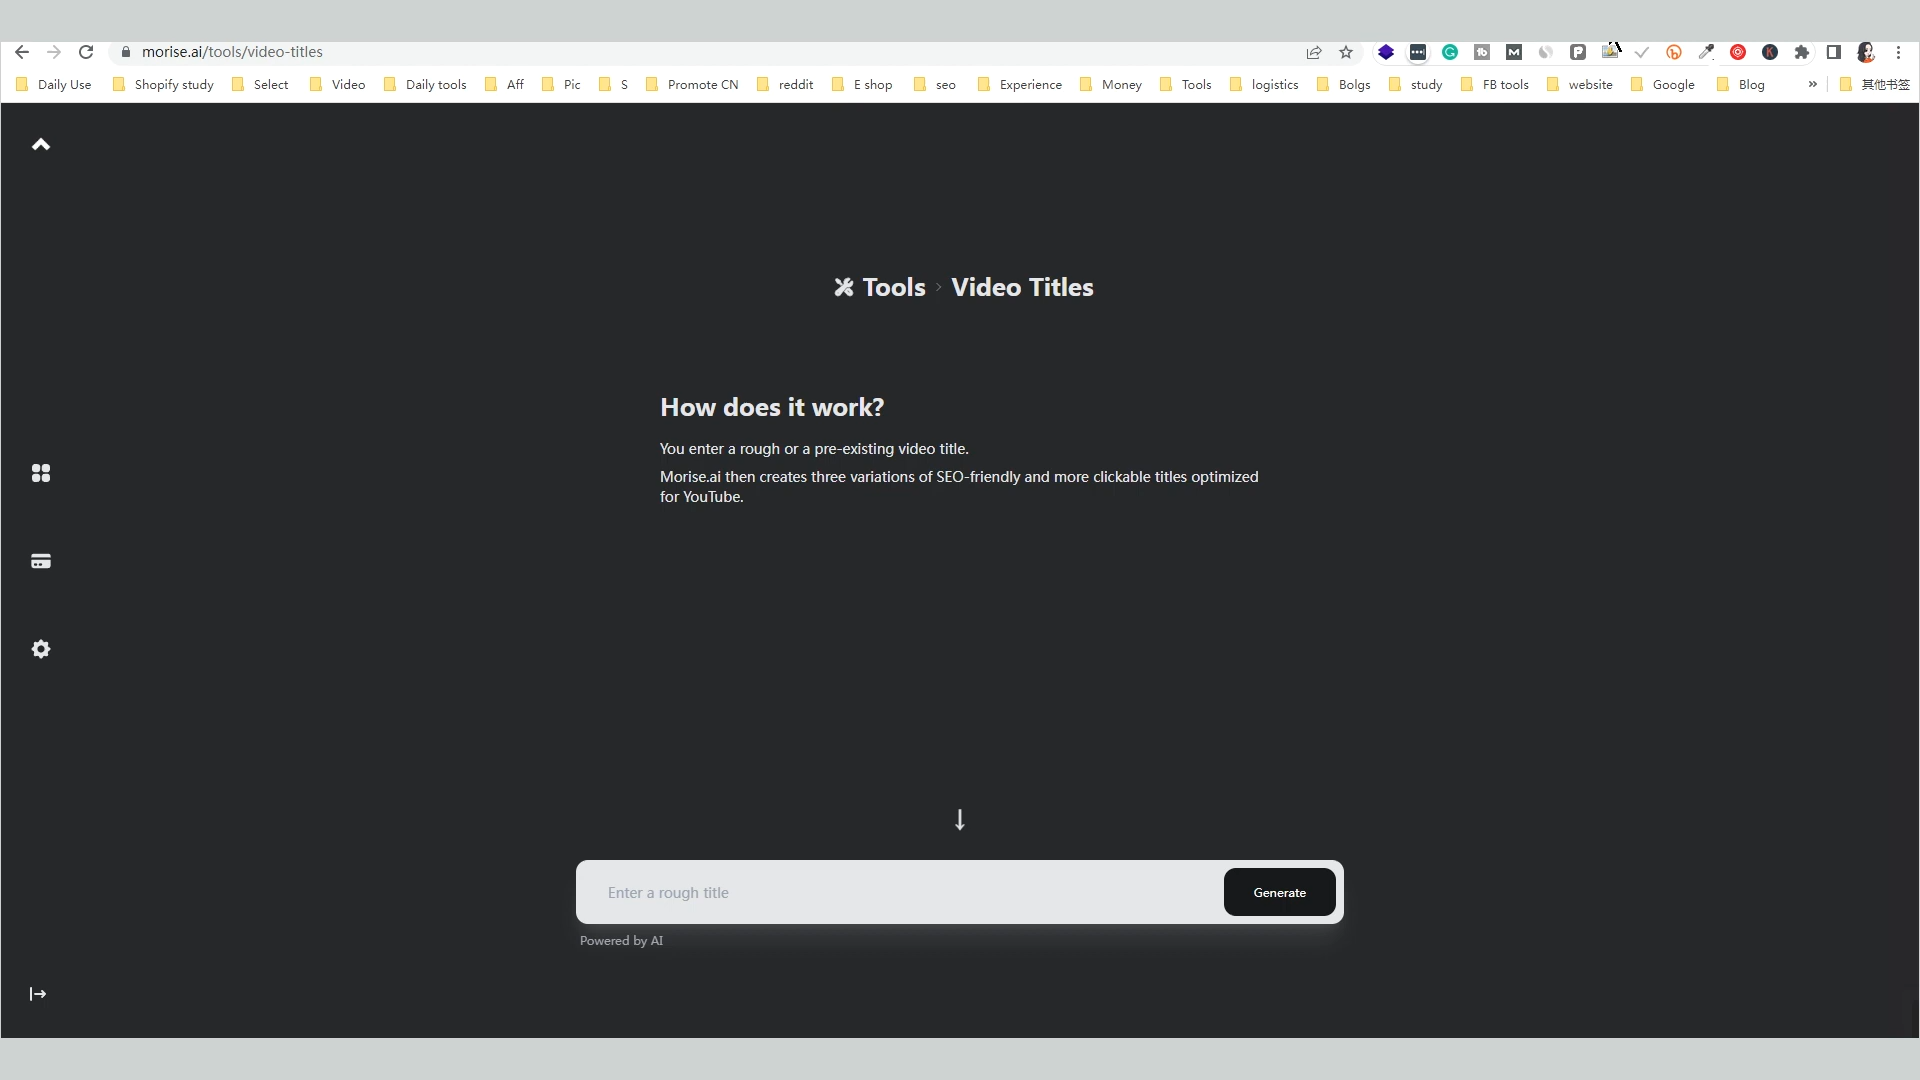 morise.ai/tools/video-titles
Daily Use Shopify study Select Video Daily tools Aff Pic S Promote CN reddit E shop seo Experience Money Tools logistics Bolgs study FB tools website Google Blog » 其他书签
Tools › Video Titles
How does it work?
You enter a rough or a pre-existing video title.
Morise.ai then creates three variations of SEO-friendly and more clickable titles optimized
for YouTube.
Enter a rough title
Generate
Powered by AI